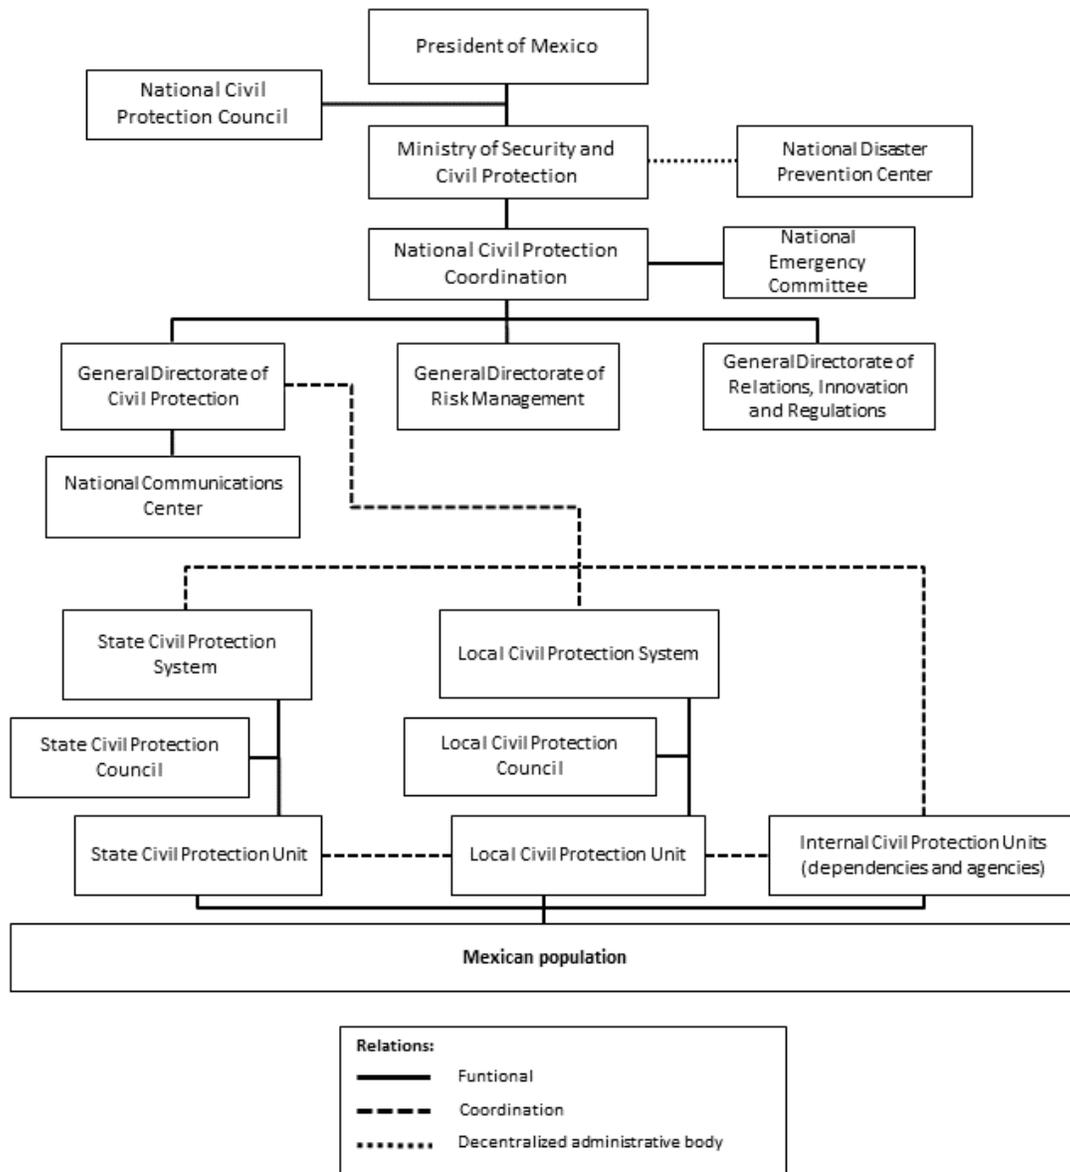 President of Mexico
National Civil
Protection Council
Ministry of Security and
Civil Protection
National Disaster
Prevention Center
National Civil Protection
Coordination
National
Emergency
Committee
General Directorate of
Civil Protection
General Directorate of
Risk Management
General Directorate of
Relations, Innovation
and Regulations
National Communications
Center
State Civil Protection
System
Local Civil Protection System
State Civil Protection
Council
Local Civil Protection
Council
State Civil Protection Unit
Local Civil Protection Unit
Internal Civil Protection Units
(dependencies and agencies)
Mexican population
Relations:
Funtional
Coordination
Decentralized administrative body